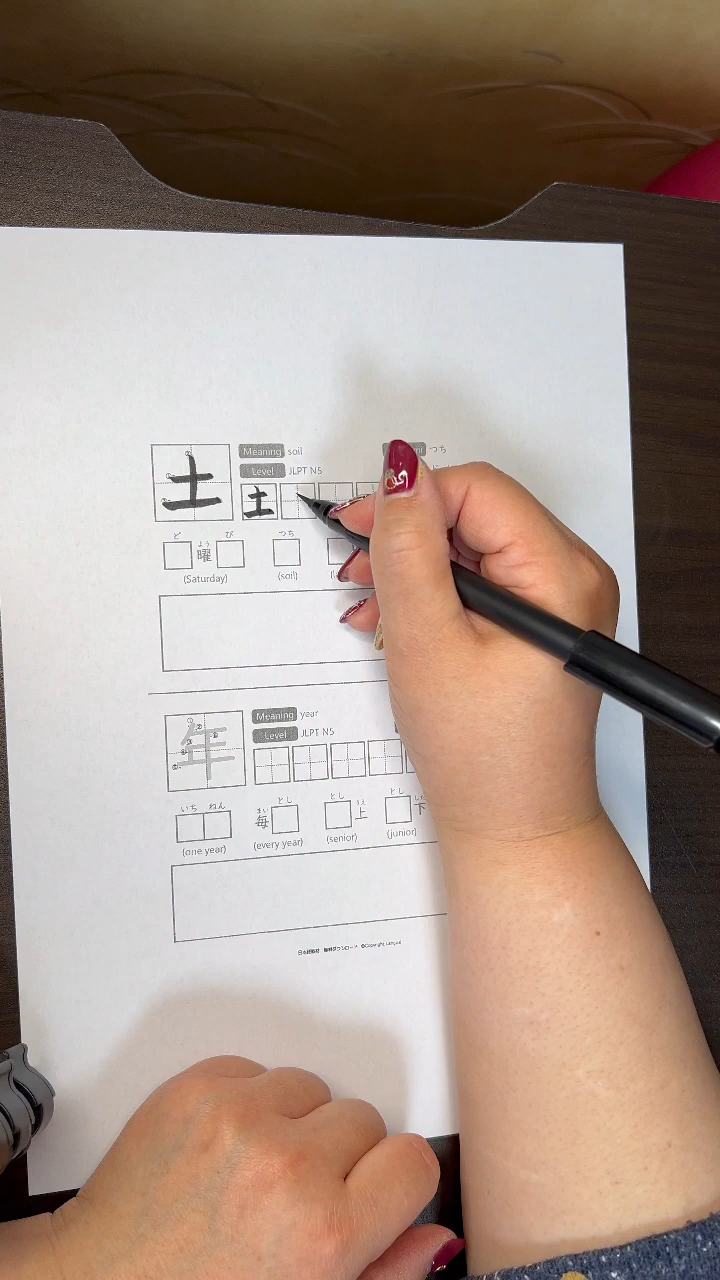 土 Meaning soil つち
Level JLPT N5
土
ど よう び つち
曜
(Saturday) (soil)
年 Meaning year
Level JLPT N5
いち ねん まい とし とし うえ とし した
毎 上 下
(one year) (every year) (senior) (junior)